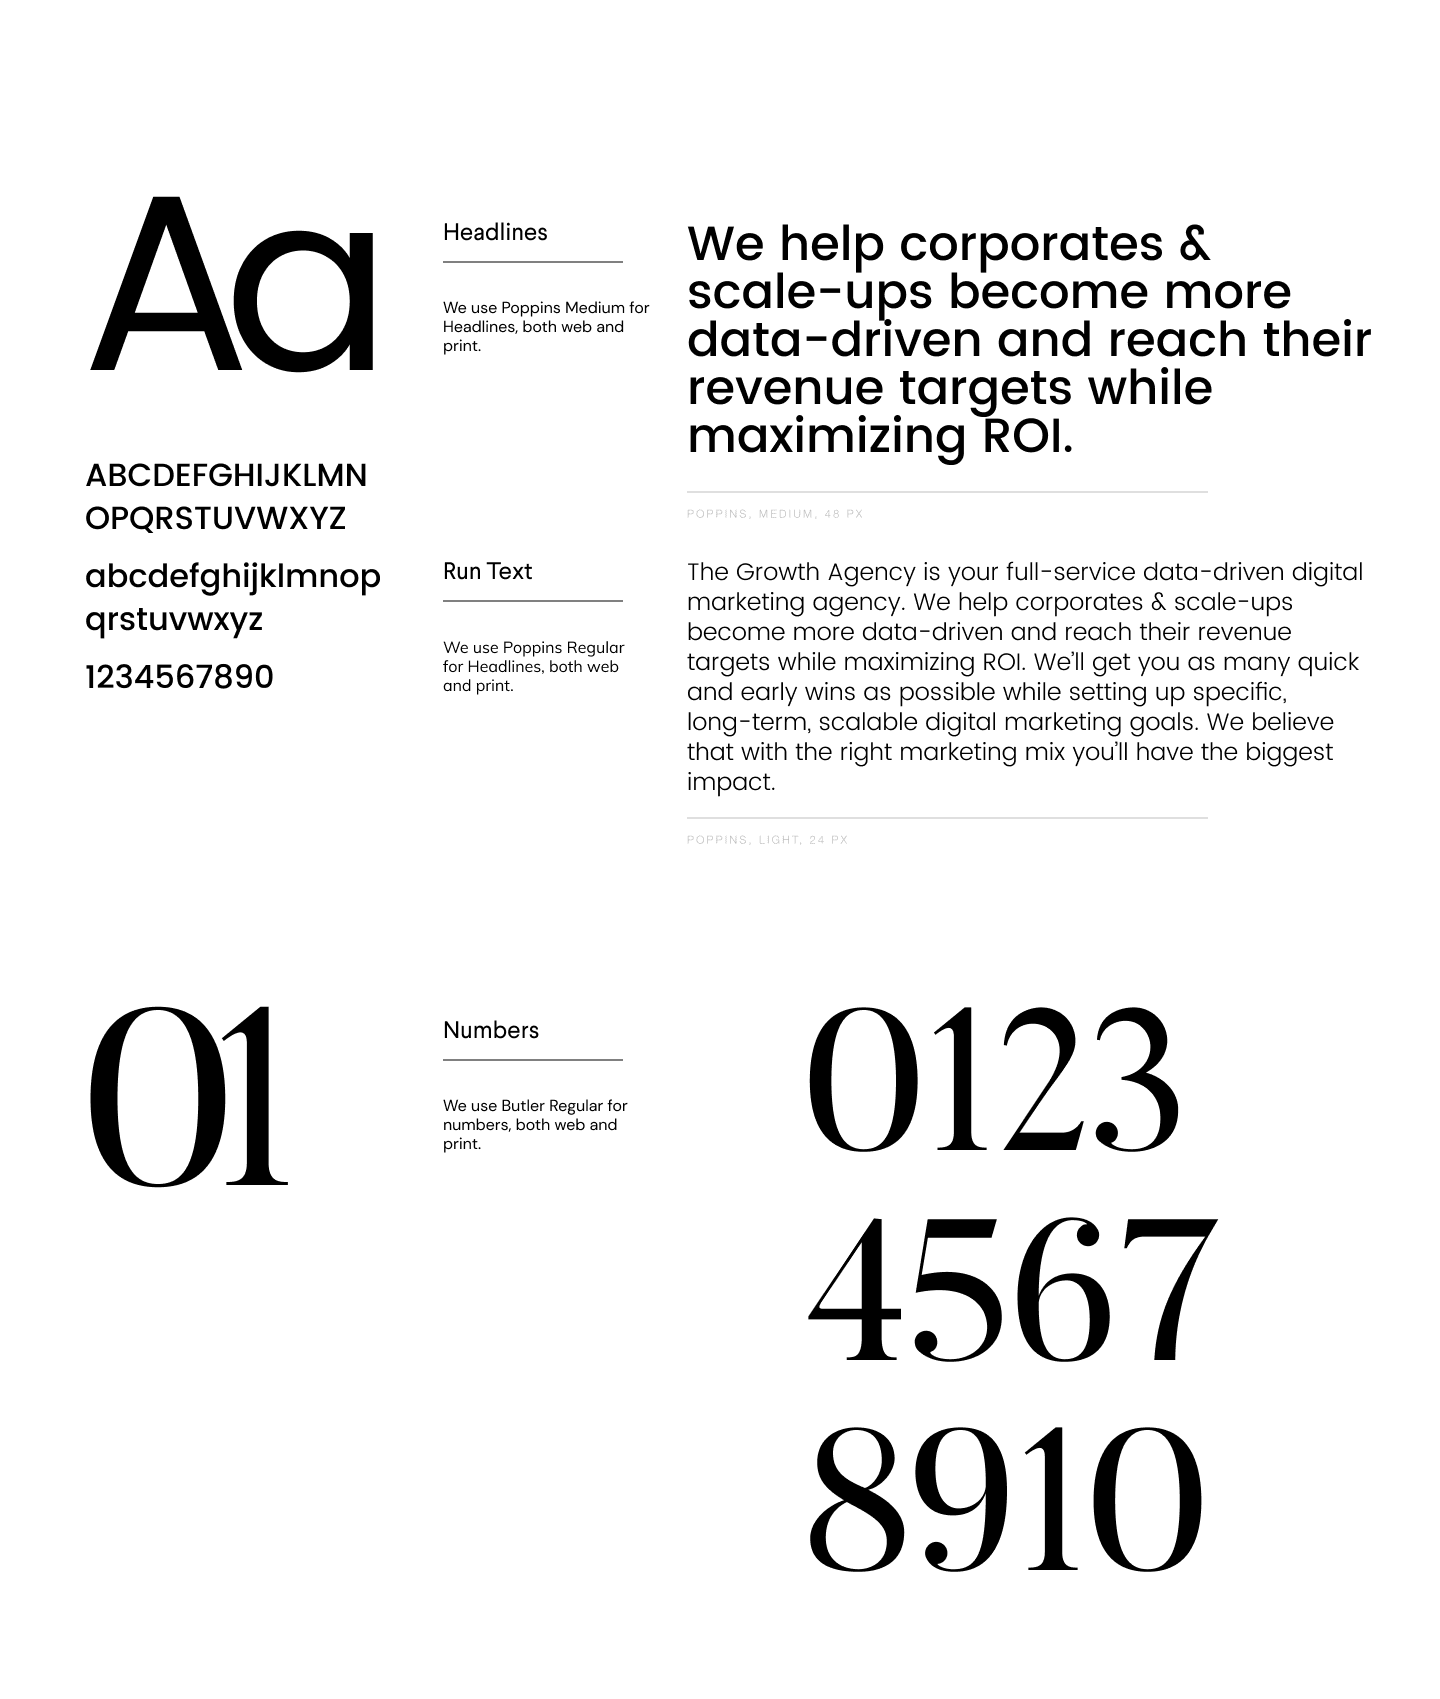 Aa
ABCDEFGHIJKLMN
OPQRSTUVWXYZ
abcdefghijklmnop
qrstuvwxyz
1234567890
Headlines
We use Poppins Medium for
Headlines, both web and
print.
We help corporates &
scale-ups become more
data-driven and reach their
revenue targets while
maximizing ROI.
POPPINS, MEDIUM, 48 PX
Run Text
We use Poppins Regular
for Headlines, both web
and print.
The Growth Agency is your full-service data-driven digital
marketing agency. We help corporates & scale-ups
become more data-driven and reach their revenue
targets while maximizing ROI. We’ll get you as many quick
and early wins as possible while setting up specific,
long-term, scalable digital marketing goals. We believe
that with the right marketing mix you’ll have the biggest
impact.
POPPINS, LIGHT, 24 PX
01
Numbers
We use Butler Regular for
numbers, both web and
print.
0123
4567
8910